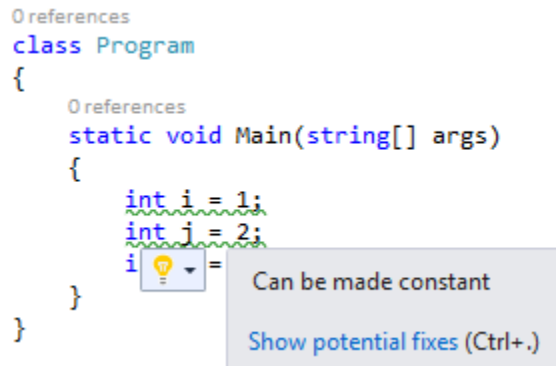 0 references
class Program
{
0 references
static void Main(string[] args)
{
int i = 1;
int j = 2;
i =
Can be made constant
}
}
Show potential fixes (Ctrl+.)